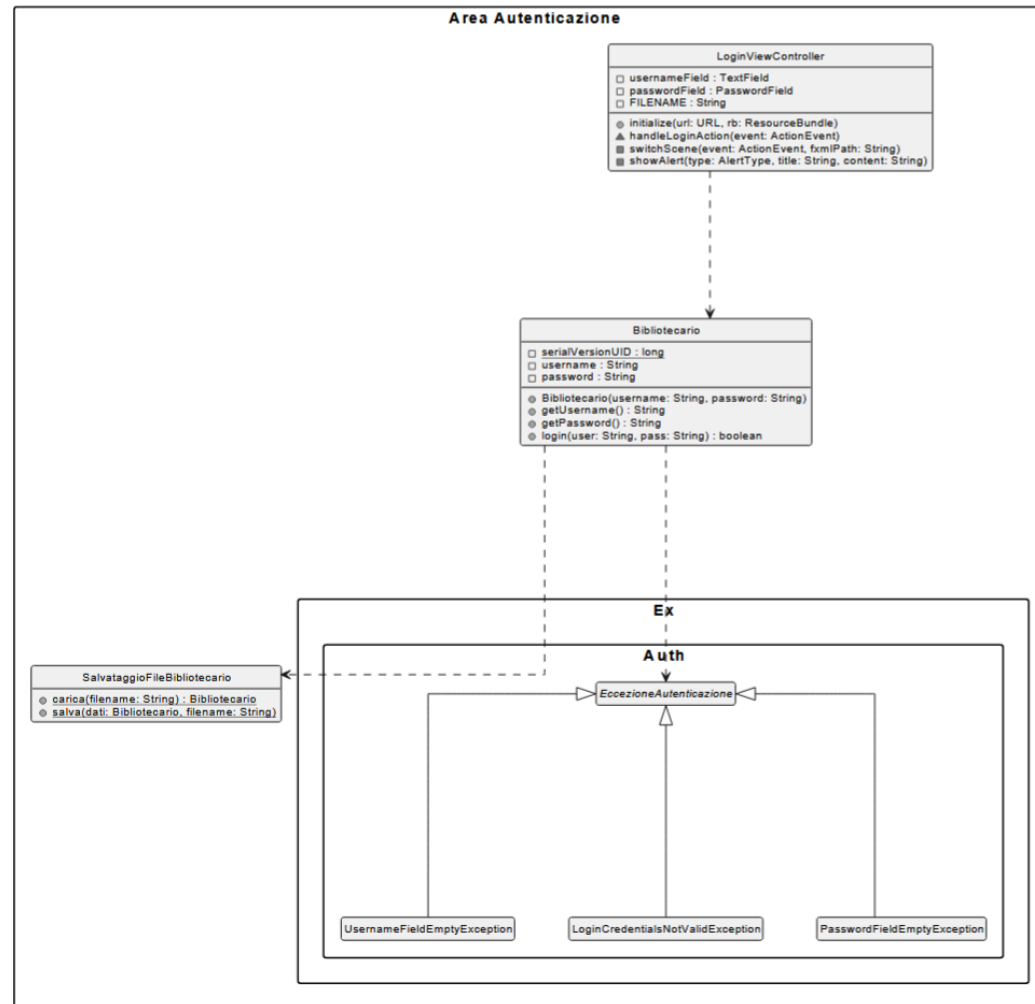 Area Autenticazione
LoginViewController
usernameField : TextField
passwordField : PasswordField
FILENAME : String
initialize(url: URL, rb: ResourceBundle)
handleLoginAction(event: ActionEvent)
switchScene(event: ActionEvent, fxmlPath: String)
showAlert(type: AlertType, title: String, content: String)
Bibliotecario
serialVersionUID : long
username : String
password : String
Bibliotecario(username: String, password: String)
getUsername() : String
getPassword() : String
login(user: String, pass: String) : boolean
Ex
Auth
SalvataggioFileBibliotecario
carica(filename: String) : Bibliotecario
salva(dati: Bibliotecario, filename: String)
EccezioneAutenticazione
UsernameFieldEmptyException
LoginCredentialsNotValidException
PasswordFieldEmptyException